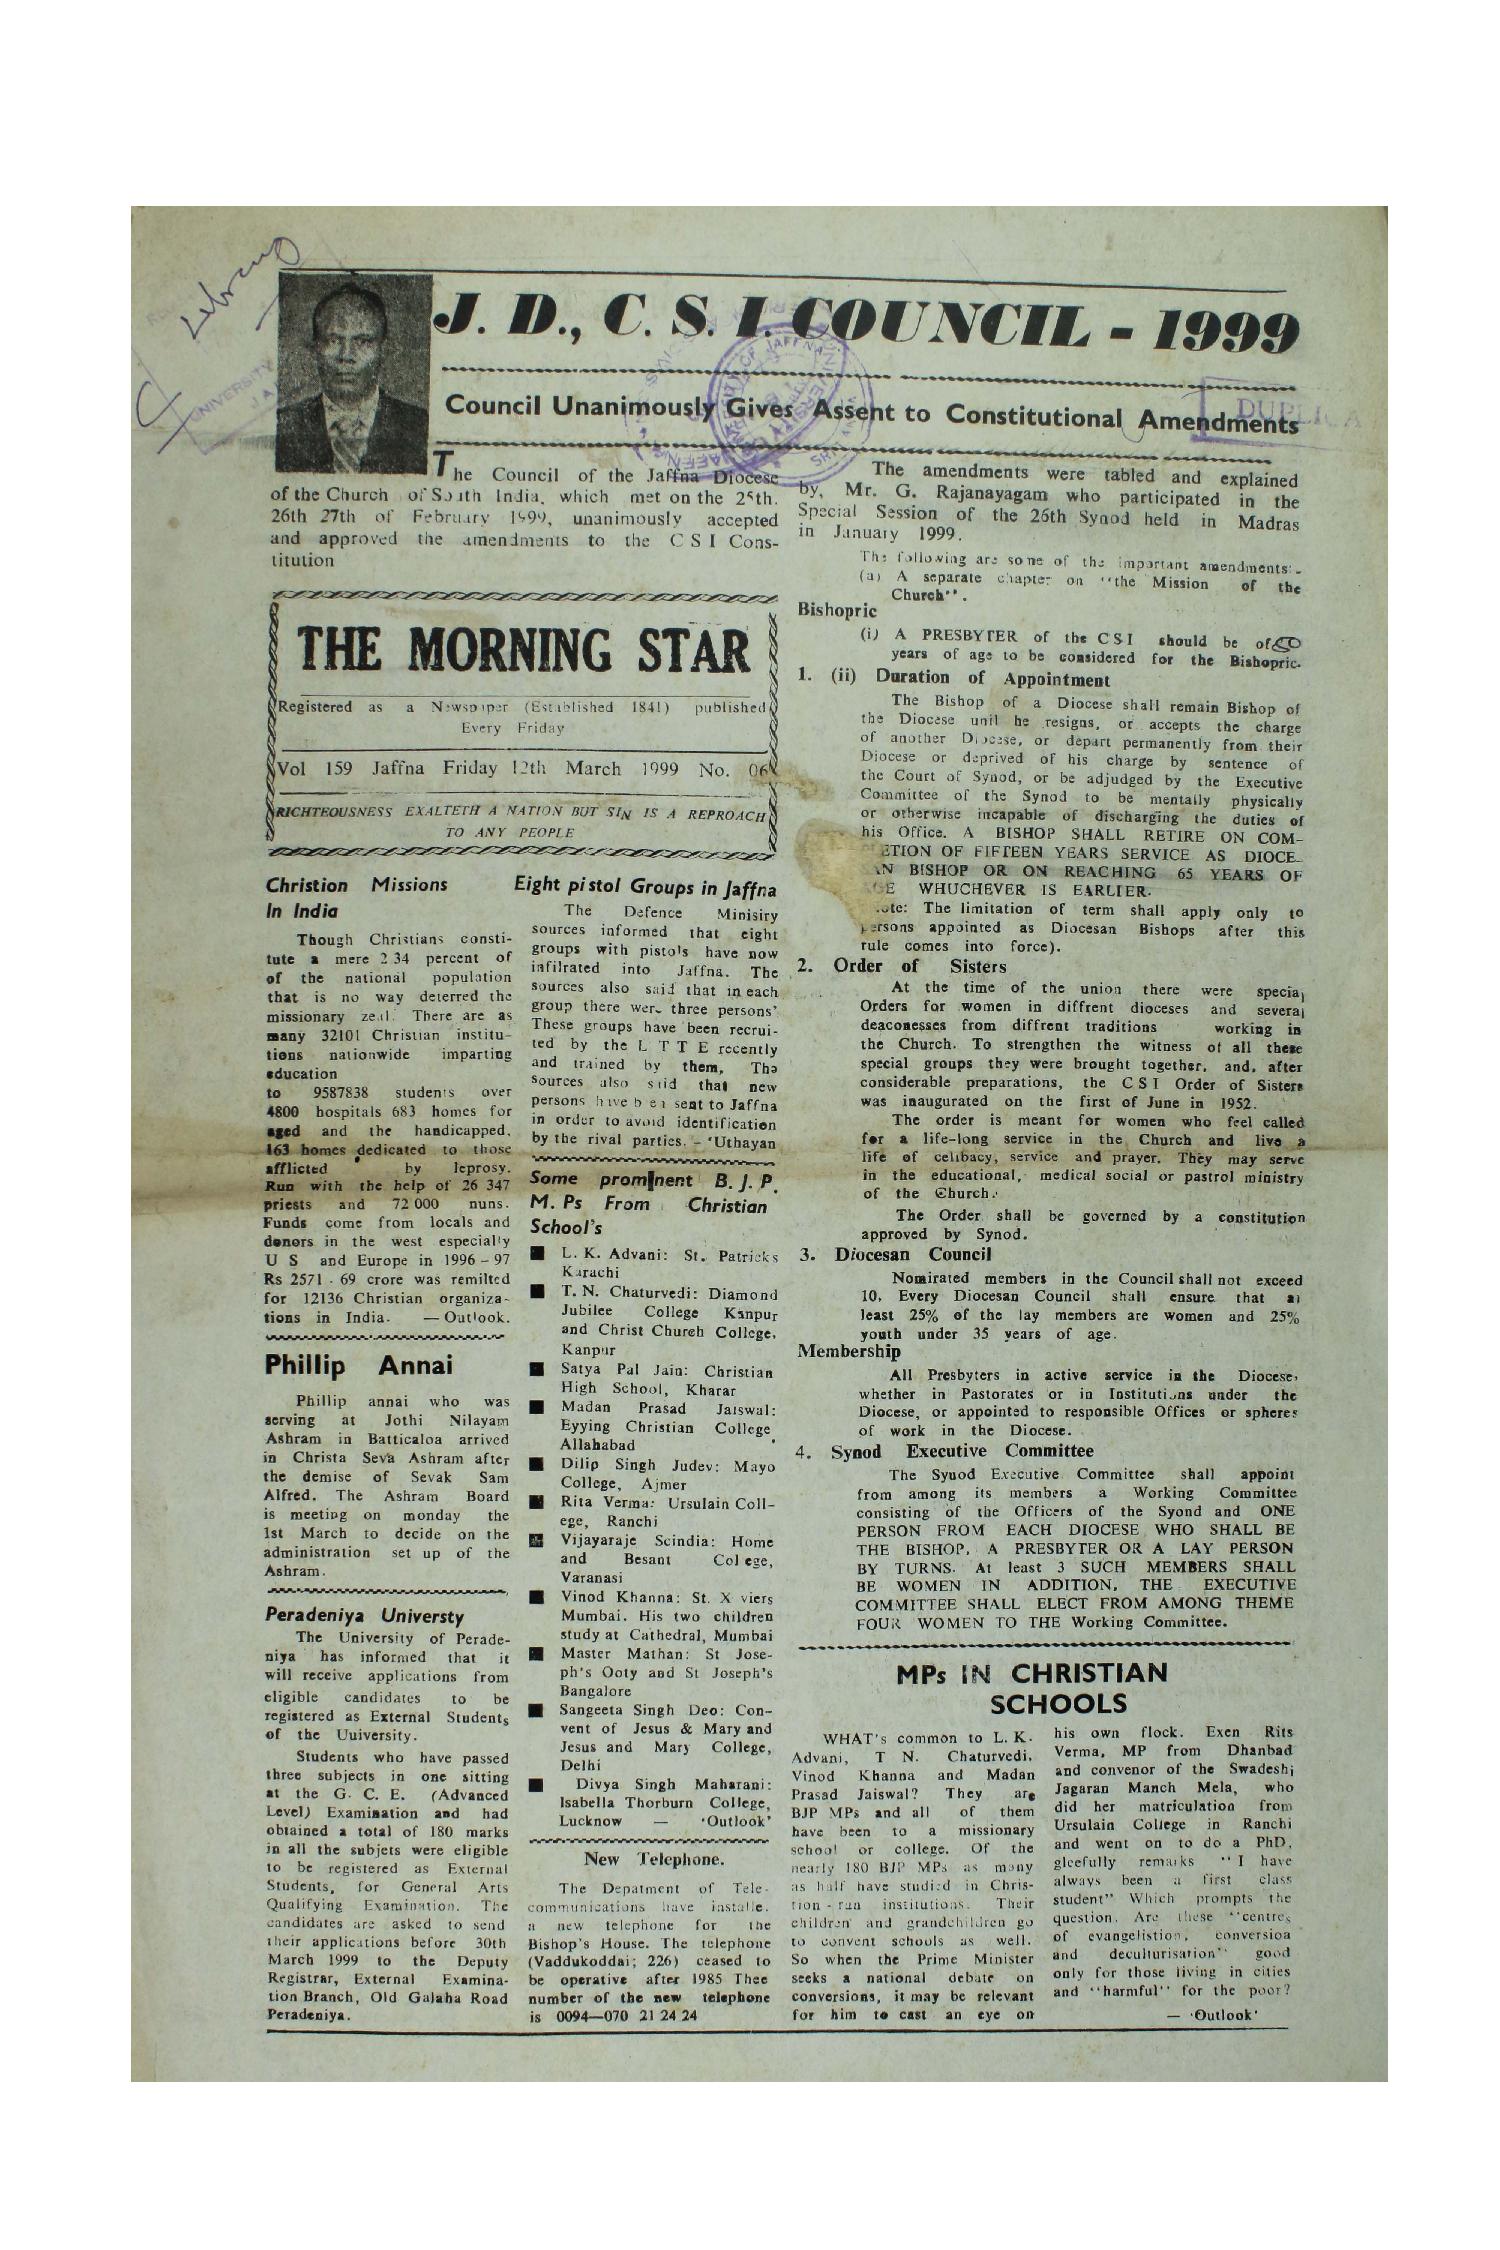 Library
J. D., C. S. I. COUNCIL - 1999
DUPLICA
Council Unanimously Gives Assent to Constitutional Amendments
The Council of the Jaffna Diocese
of the Church of South India. which met on the 25th.
26th 27th of February 1999, unanimously accepted
and approved the amendments to the C S I Cons-
titution
THE MORNING STAR
Registered as a Newspaper (Established 1841) published
Every Friday
Vol 159 Jaffna Friday 12th March 1999 No. 06
RICHTEOUSNESS EXALTETH A NATION BUT SIN IS A REPROACH
TO ANY PEOPLE
Christion Missions
In India
Though Christians consti-
tute a mere 2 34 percent of
of the national population
that is no way deterred the
missionary zeal. There are as
many 32101 Christian institu-
tions nationwide imparting
education
to 9587838 students over
4800 hospitals 683 homes for
aged and the handicapped.
163 homes dedicated to those
afflicted by leprosy.
Run with the help of 26 347
priests and 72 000 nuns.
Funds come from locals and
donors in the west especially
U S and Europe in 1996 - 97
Rs 2571 - 69 crore was remilted
for 12136 Christian organiza-
tions in India. — Outlook.
Phillip Annai
Phillip annai who was
serving at Jothi Nilayam
Ashram in Batticaloa arrived
in Christa Seva Ashram after
the demise of Sevak Sam
Alfred. The Ashram Board
is meeting on monday the
1st March to decide on the
administration set up of the
Ashram.
Peradeniya Universty
The University of Perade-
niya has informed that it
will receive applications from
eligible candidates to be
registered as External Students
of the Uuiversity.
Students who have passed
three subjects in one sitting
at the G. C. E. (Advanced
Level) Examination and had
obtained a total of 180 marks
in all the subjets were eligible
to be registered as External
Students, for General Arts
Qualifying Examination. The
candidates are asked to send
their applications before 30th
March 1999 to the Deputy
Registrar, External Examina-
tion Branch, Old Galaha Road
Peradeniya.
Eight pistol Groups in Jaffna
The Defence Minisiry
sources informed that eight
groups with pistols have now
infilrated into Jaffna. The
sources also said that in each
group there were three persons'
These groups have been recrui-
ted by the L T T E recently
and trained by them, The
sources also said that new
persons have been sent to Jaffna
in order to avoid identification
by the rival parties. - 'Uthayan
Some prominent B. J. P.
M. Ps From Christian
School's
■ L. K. Advani: St. Patricks
Karachi
■ T. N. Chaturvedi: Diamond
Jubilee College Kanpur
and Christ Church College,
Kanpur
■ Satya Pal Jain: Christian
High School, Kharar
■ Madan Prasad Jaiswal:
Eyying Christian College
Allahabad
■ Dilip Singh Judev: Mayo
College, Ajmer
■ Rita Verma: Ursulain Coll-
ege, Ranchi
■ Vijayaraje Scindia: Home
and Besant Col ege,
Varanasi
■ Vinod Khanna: St. X viers
Mumbai. His two children
study at Cathedral, Mumbai
■ Master Mathan: St Jose-
ph's Ooty and St Joseph's
Bangalore
■ Sangeeta Singh Deo: Con-
vent of Jesus & Mary and
Jesus and Mary College,
Delhi
■ Divya Singh Maharani:
Isabella Thorburn College,
Lucknow — 'Outlook'
New Telephone.
The Depatment of Tele-
communications have installe.
a new telephone for the
Bishop's House. The telephone
(Vaddukoddai; 226) ceased to
be operative after 1985 Thee
number of the new telephone
is 0094—070 21 24 24
The amendments were tabled and explained
by, Mr. G. Rajanayagam who participated in the
Special Session of the 26th Synod held in Madras
in January 1999.
The following are some of the important amendments:-
(a) A separate chapter on "the Mission of the
Church".
Bishopric
(i) A PRESBYTER of the CSI should be of 50
years of age to be considered for the Bishopric.
1. (ii) Duration of Appointment
The Bishop of a Diocese shall remain Bishop of
the Diocese unil he resigns, or accepts the charge
of another Diocese, or depart permanently from their
Diocese or deprived of his charge by sentence of
the Court of Synod, or be adjudged by the Executive
Committee of the Synod to be mentally physically
or otherwise incapable of discharging the duties of
his Office. A BISHOP SHALL RETIRE ON COM-
ETION OF FIFTEEN YEARS SERVICE AS DIOCE-
AN BISHOP OR ON REACHING 65 YEARS OF
GE WHUCHEVER IS EARLIER.
ote: The limitation of term shall apply only to
persons appointed as Diocesan Bishops after this
rule comes into force).
2. Order of Sisters
At the time of the union there were special
Orders for women in diffrent dioceses and several
deaconesses from diffrent traditions working in
the Church. To strengthen the witness of all these
special groups they were brought together, and, after
considerable preparations, the C S I Order of Sisters
was inaugurated on the first of June in 1952.
The order is meant for women who feel called
for a life-long service in the Church and live a
life of celibacy, service and prayer. They may serve
in the educational, medical social or pastrol ministry
of the Church.
The Order shall be governed by a constitution
approved by Synod.
3. Diocesan Council
Nomirated members in the Council shall not exceed
10, Every Diocesan Council shall ensure that at
least 25% of the lay members are women and 25%
youth under 35 years of age.
Membership
All Presbyters in active service in the Diocese,
whether in Pastorates or in Institutions under the
Diocese, or appointed to responsible Offices or spheres
of work in the Diocese.
4. Synod Executive Committee
The Syuod Executive Committee shall appoint
from among its members a Working Committee
consisting of the Officers of the Syond and ONE
PERSON FROM EACH DIOCESE WHO SHALL BE
THE BISHOP, A PRESBYTER OR A LAY PERSON
BY TURNS. At least 3 SUCH MEMBERS SHALL
BE WOMEN IN ADDITION, THE EXECUTIVE
COMMITTEE SHALL ELECT FROM AMONG THEME
FOUR WOMEN TO THE Working Committee.
MPs IN CHRISTIAN
SCHOOLS
WHAT's common to L. K.
Advani, T N. Chaturvedi.
Vinod Khanna and Madan
Prasad Jaiswal? They are
BJP MPs and all of them
have been to a missionary
school or college. Of the
nearly 180 BJP MPs as many
as half have studied in Chris-
tion - run institutions. Their
children and grandchildren go
to convent schools as well.
So when the Prime Minister
seeks a national debate on
conversions, it may be relevant
for him to cast an eye on
his own flock. Exen Rits
Verma, MP from Dhanbad
and convenor of the Swadeshi
Jagaran Manch Mela, who
did her matriculation from
Ursulain College in Ranchi
and went on to do a PhD,
gleefully remarks "I have
always been a first class
student" Which prompts the
question. Are these "centres
of evangelistion, conversioa
and deculturisation" good
only for those living in cities
and "harmful" for the poor?
— 'Outlook'